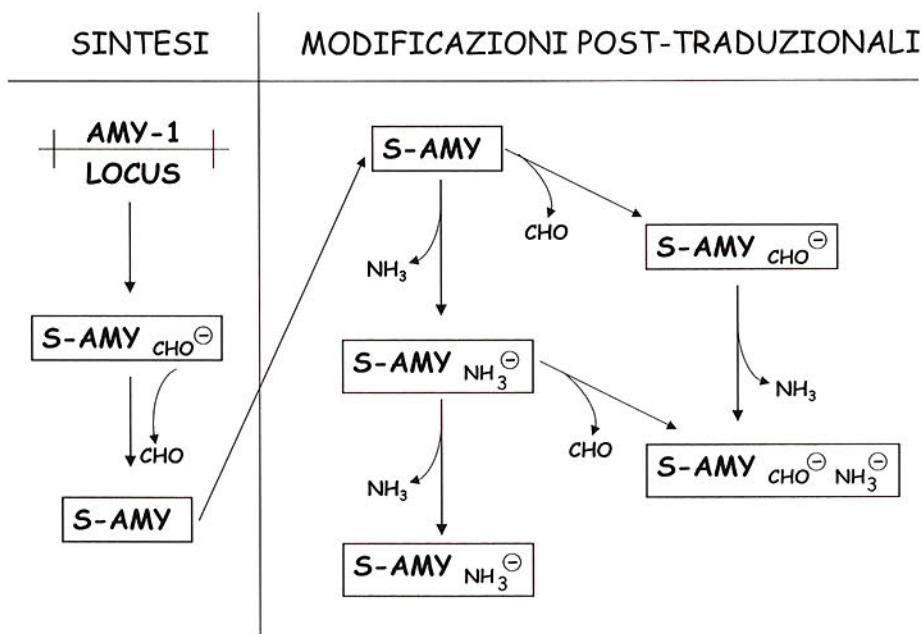 SINTESI
MODIFICAZIONI POST-TRADUZIONALI
AMY-1
LOCUS
S-AMY CHO⊖
CHO
S-AMY
S-AMY
NH₃
CHO
S-AMY CHO⊖
S-AMY NH₃⊖
NH₃
CHO
NH₃
S-AMY CHO⊖ NH₃⊖
S-AMY NH₃⊖